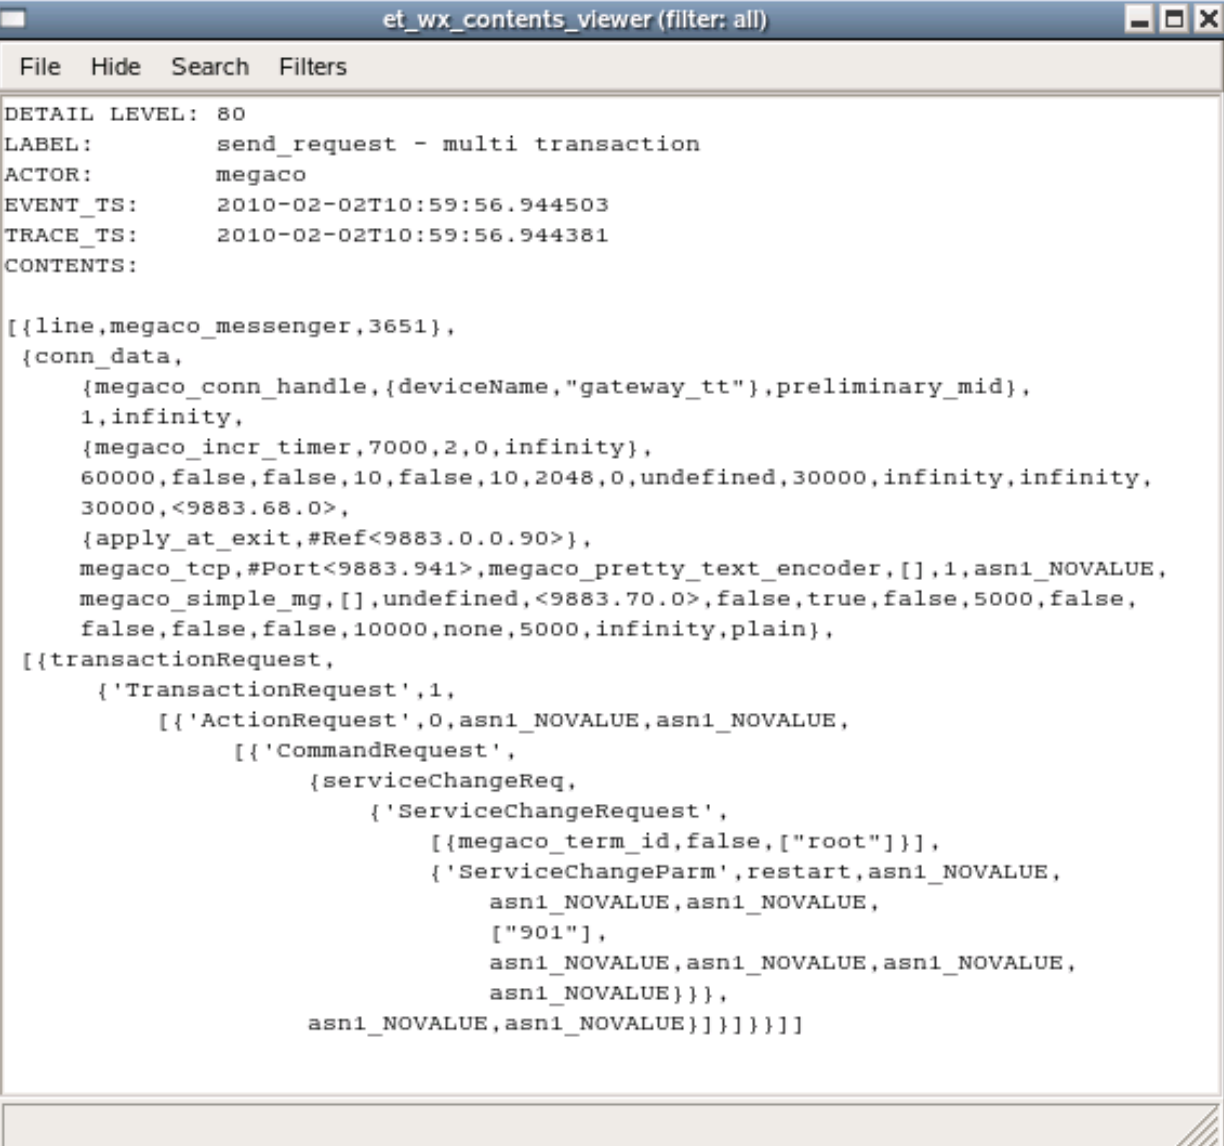 et_wx_contents_viewer (filter: all)
File Hide Search Filters
DETAIL LEVEL: 80
LABEL:        send_request - multi transaction
ACTOR:        megaco
EVENT_TS:     2010-02-02T10:59:56.944503
TRACE_TS:     2010-02-02T10:59:56.944381
CONTENTS:

[{line,megaco_messenger,3651},
 {conn_data,
     {megaco_conn_handle,{deviceName,"gateway_tt"},preliminary_mid},
     1,infinity,
     {megaco_incr_timer,7000,2,0,infinity},
     60000,false,false,10,false,10,2048,0,undefined,30000,infinity,infinity,
     30000,<9883.68.0>,
     {apply_at_exit,#Ref<9883.0.0.90>},
     megaco_tcp,#Port<9883.941>,megaco_pretty_text_encoder,[],1,asn1_NOVALUE,
     megaco_simple_mg,[],undefined,<9883.70.0>,false,true,false,5000,false,
     false,false,false,10000,none,5000,infinity,plain},
 [{transactionRequest,
      {'TransactionRequest',1,
          [{'ActionRequest',0,asn1_NOVALUE,asn1_NOVALUE,
               [{'CommandRequest',
                    {serviceChangeReq,
                        {'ServiceChangeRequest',
                            [{megaco_term_id,false,["root"]}],
                            {'ServiceChangeParm',restart,asn1_NOVALUE,
                                asn1_NOVALUE,asn1_NOVALUE,
                                ["901"],
                                asn1_NOVALUE,asn1_NOVALUE,asn1_NOVALUE,
                                asn1_NOVALUE}}},
                    asn1_NOVALUE,asn1_NOVALUE}]}]}}]]